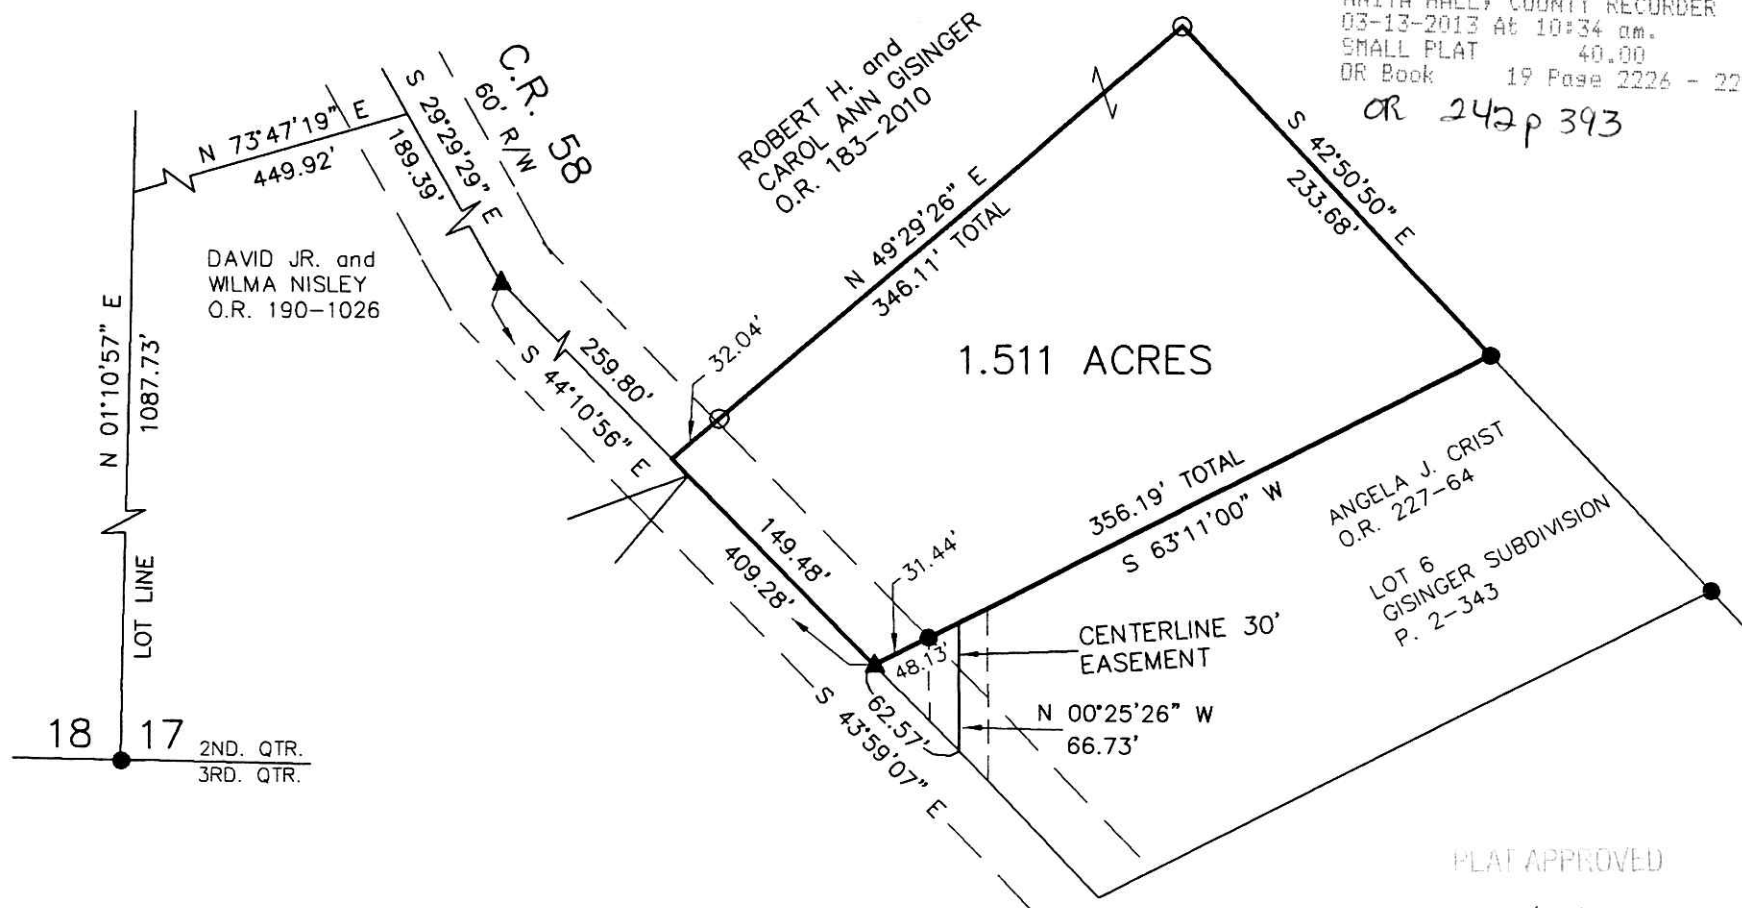 ANITA HALL, COUNTY RECORDER
03-13-2013 At 10:34 am.
SMALL PLAT 40.00
OR Book 19 Page 2226 - 22
OR 242 p 393
C.R. 58
60' R/W
ROBERT H. and
CAROL ANN GISINGER
O.R. 183-2010
N 73°47'19" E
449.92'
S 29°29'29" E
189.39'
S 42°50'50" E
233.68'
N 49°29'26" E
346.11' TOTAL
DAVID JR. and
WILMA NISLEY
O.R. 190-1026
N 01°10'57" E
1087.73'
LOT LINE
259.80'
S 44°10'56" E
32.04'
1.511 ACRES
149.48'
409.28'
31.44'
356.19' TOTAL
S 63°11'00" W
ANGELA J. CRIST
O.R. 227-64
LOT 6
GISINGER SUBDIVISION
P. 2-343
48.13'
CENTERLINE 30'
EASEMENT
62.57'
S 43°59'07" E
N 00°25'26" W
66.73'
18 17
2ND. QTR.
3RD. QTR.
PLAT APPROVED